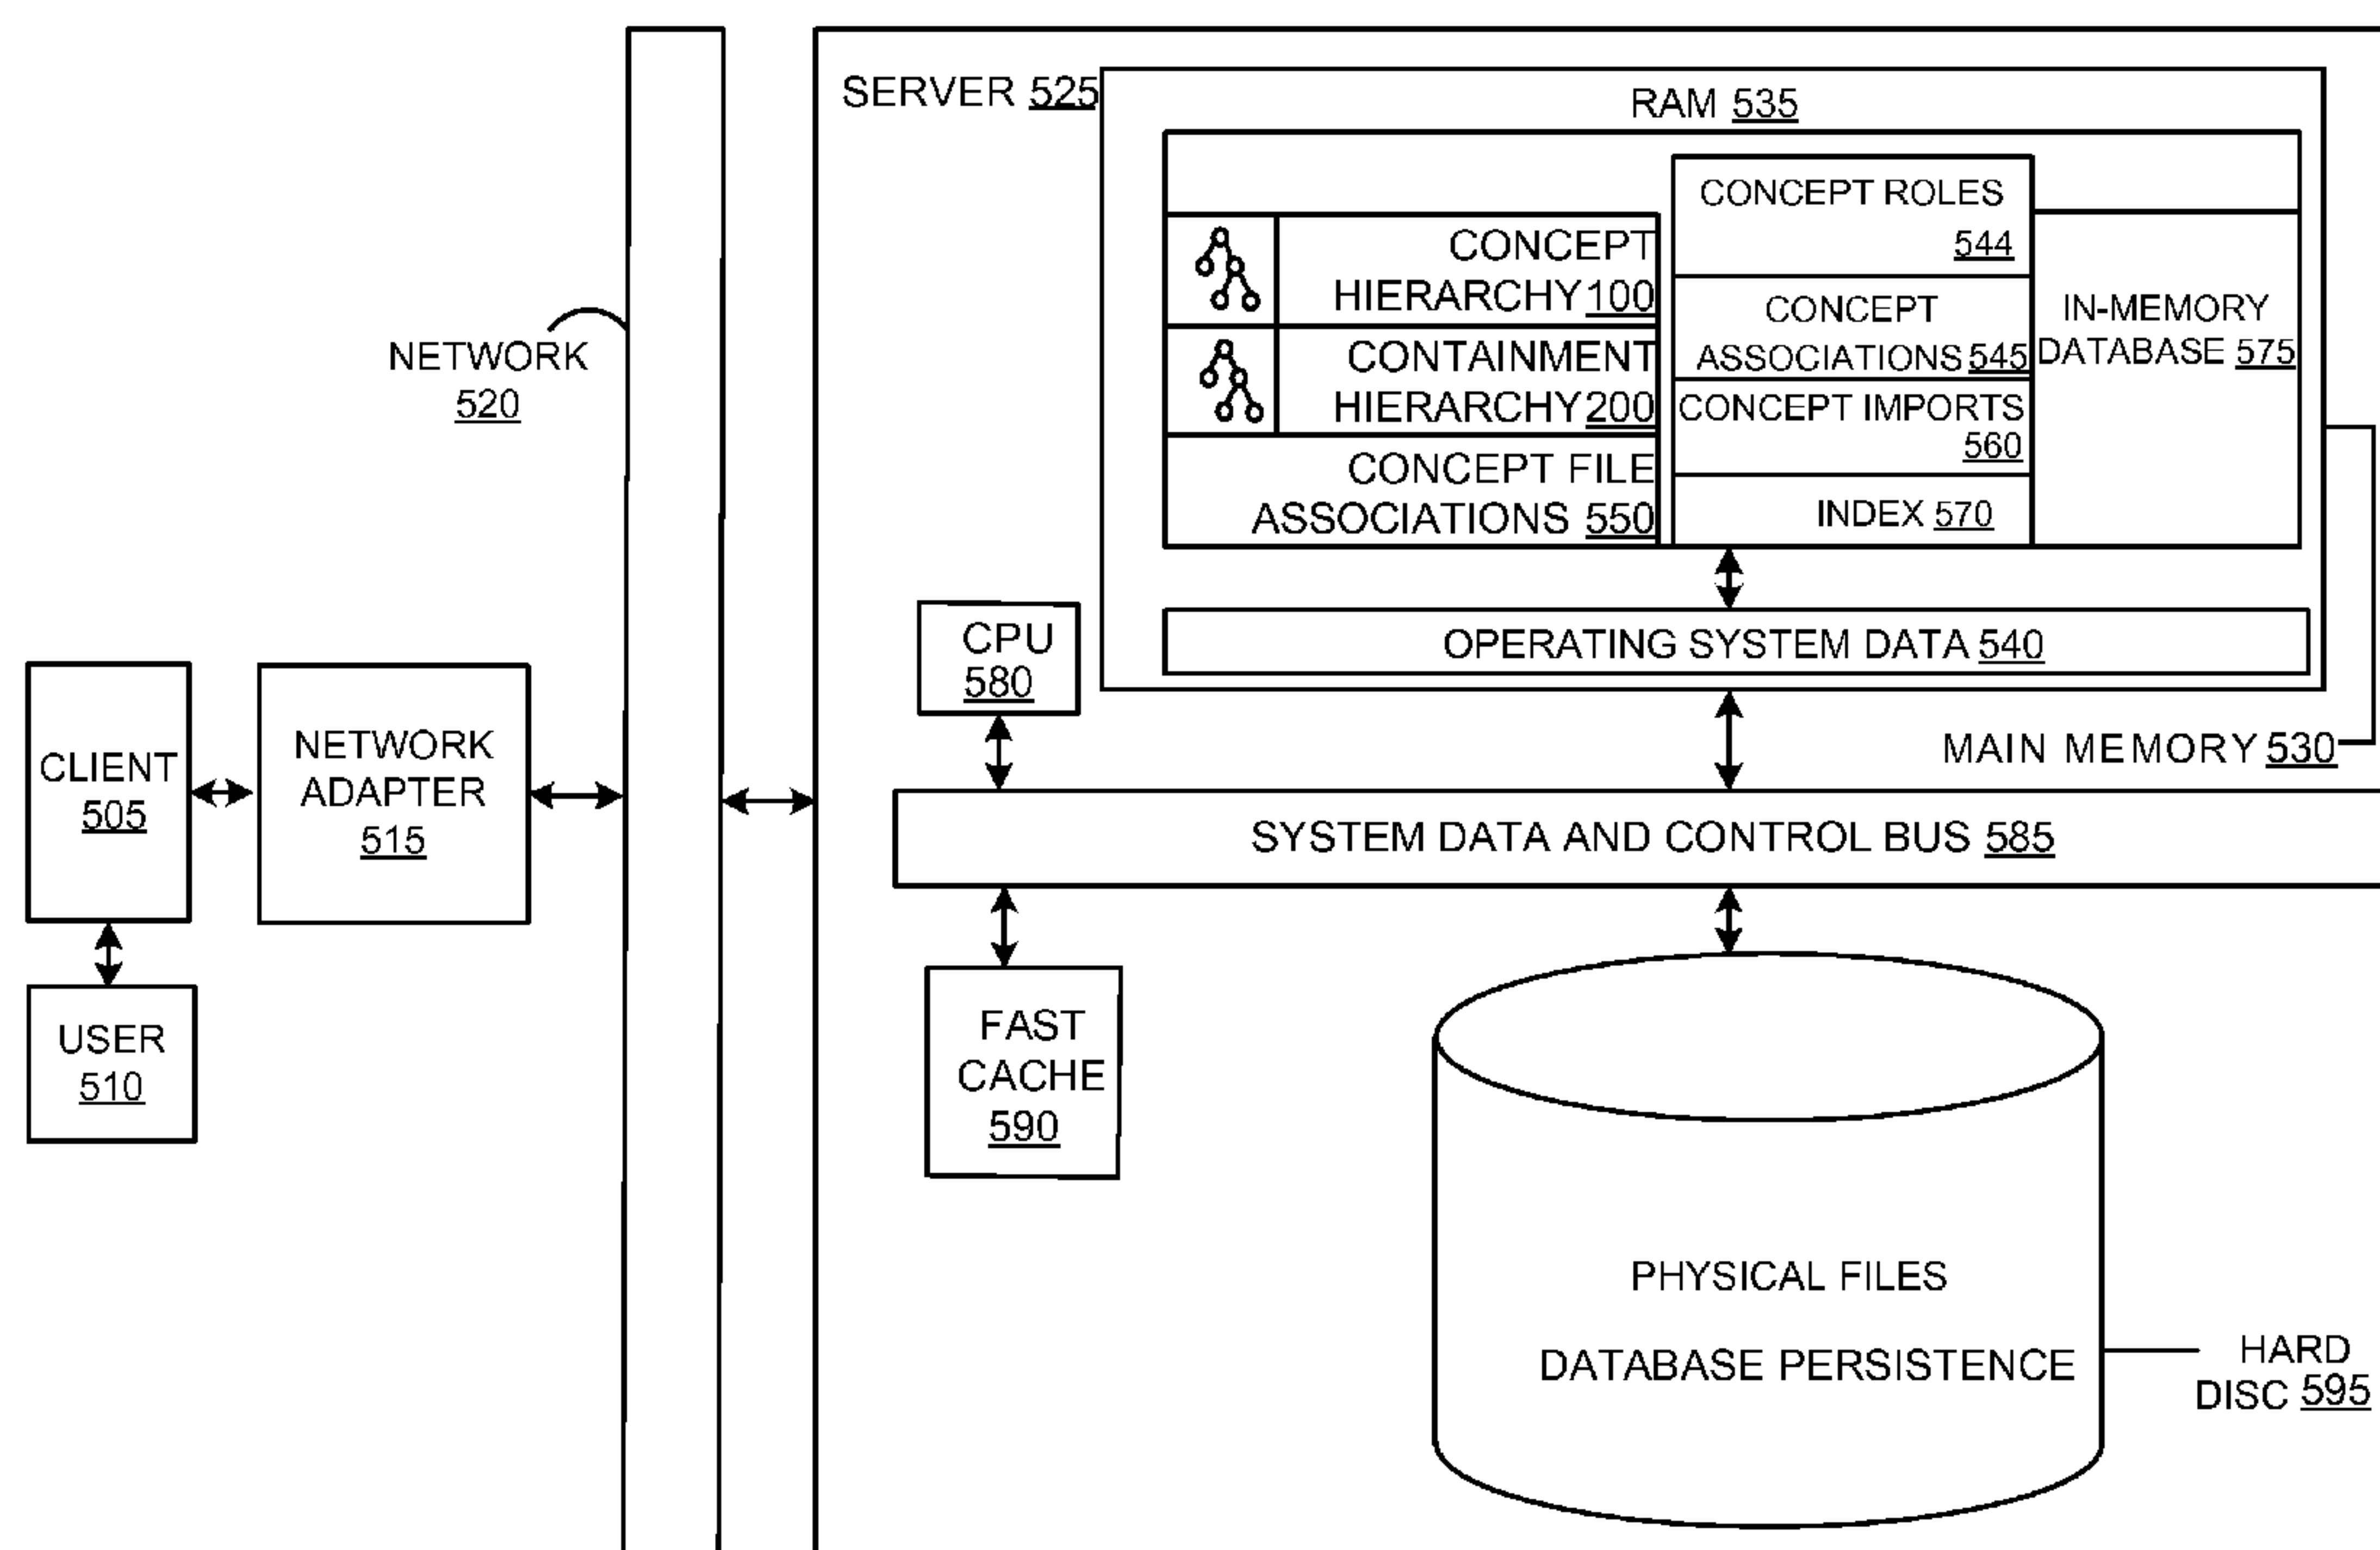 SERVER 525
RAM 535
CONCEPT
HIERARCHY 100
CONTAINMENT
HIERARCHY 200
CONCEPT FILE
ASSOCIATIONS 550
CONCEPT ROLES
544
CONCEPT
ASSOCIATIONS 545
CONCEPT IMPORTS
560
INDEX 570
IN-MEMORY
DATABASE 575
NETWORK
520
OPERATING SYSTEM DATA 540
CPU
580
MAIN MEMORY 530
CLIENT
505
NETWORK
ADAPTER
515
SYSTEM DATA AND CONTROL BUS 585
USER
510
FAST
CACHE
590
PHYSICAL FILES
DATABASE PERSISTENCE
HARD
DISC 595